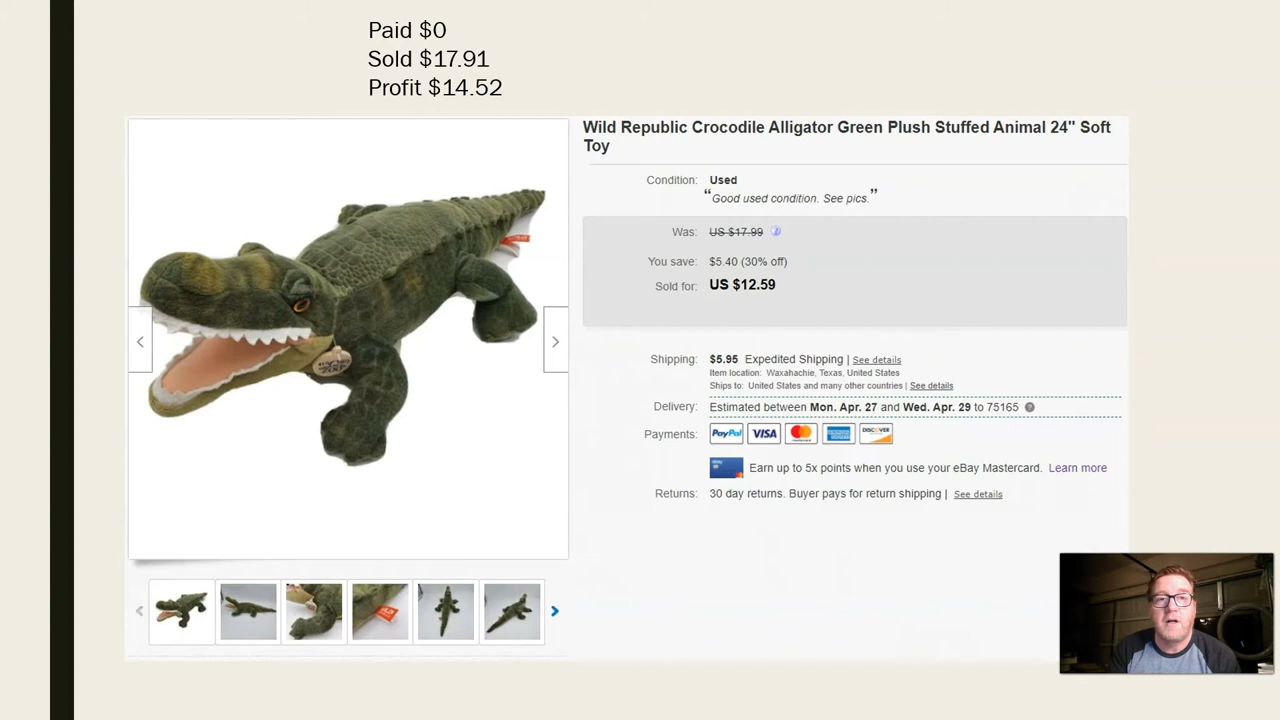 Paid $0
Sold $17.91
Profit $14.52
Wild Republic Crocodile Alligator Green Plush Stuffed Animal 24" Soft
Toy
Condition: Used
“Good used condition. See pics.”
Was: US $17.99
You save: $5.40 (30% off)
Sold for: US $12.59
Shipping: $5.95 Expedited Shipping | See details
Item location: Waxahachie, Texas, United States
Ships to: United States and many other countries | See details
Delivery: Estimated between Mon. Apr. 27 and Wed. Apr. 29 to 75165 ?
Payments: PayPal VISA MasterCard AMERICAN EXPRESS DISCOVER
Earn up to 5x points when you use your eBay Mastercard. Learn more
Returns: 30 day returns. Buyer pays for return shipping | See details